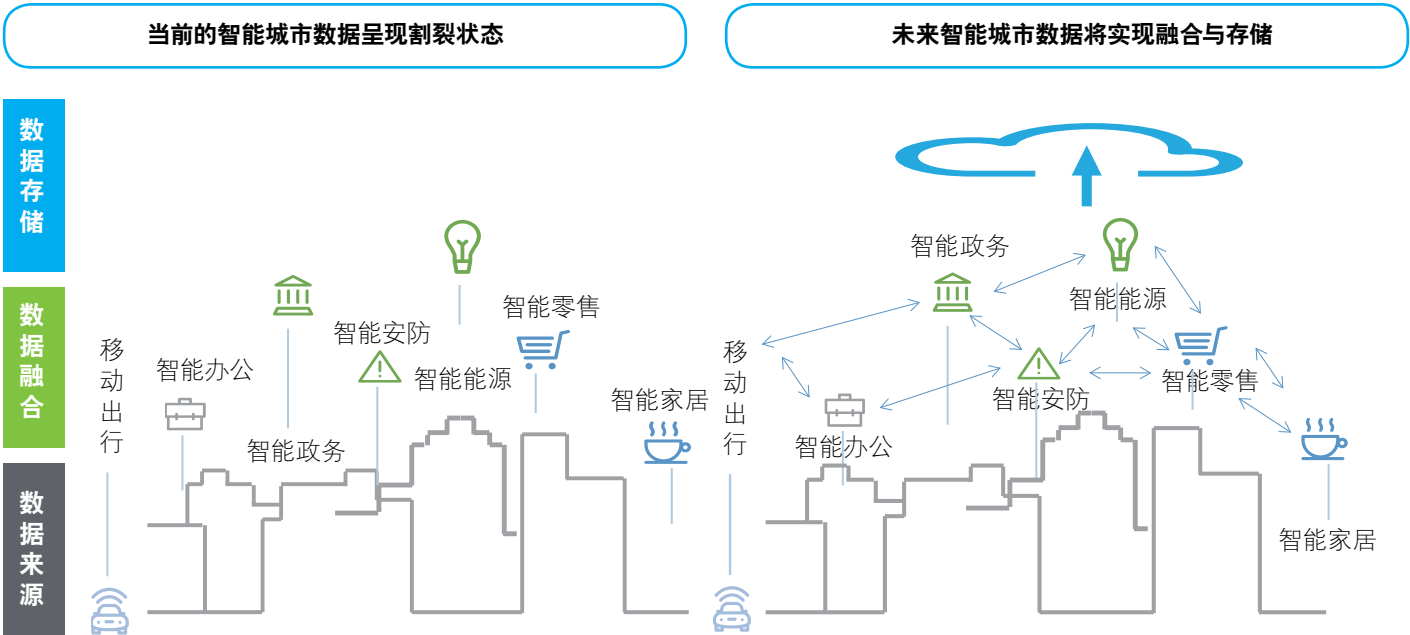 当前的智能城市数据呈现割裂状态
未来智能城市数据将实现融合与存储
数据存储
数据融合
数据来源
移动出行
智能办公
智能政务
智能安防
智能能源
智能零售
智能家居
移动出行
智能办公
智能政务
智能安防
智能能源
智能零售
智能家居